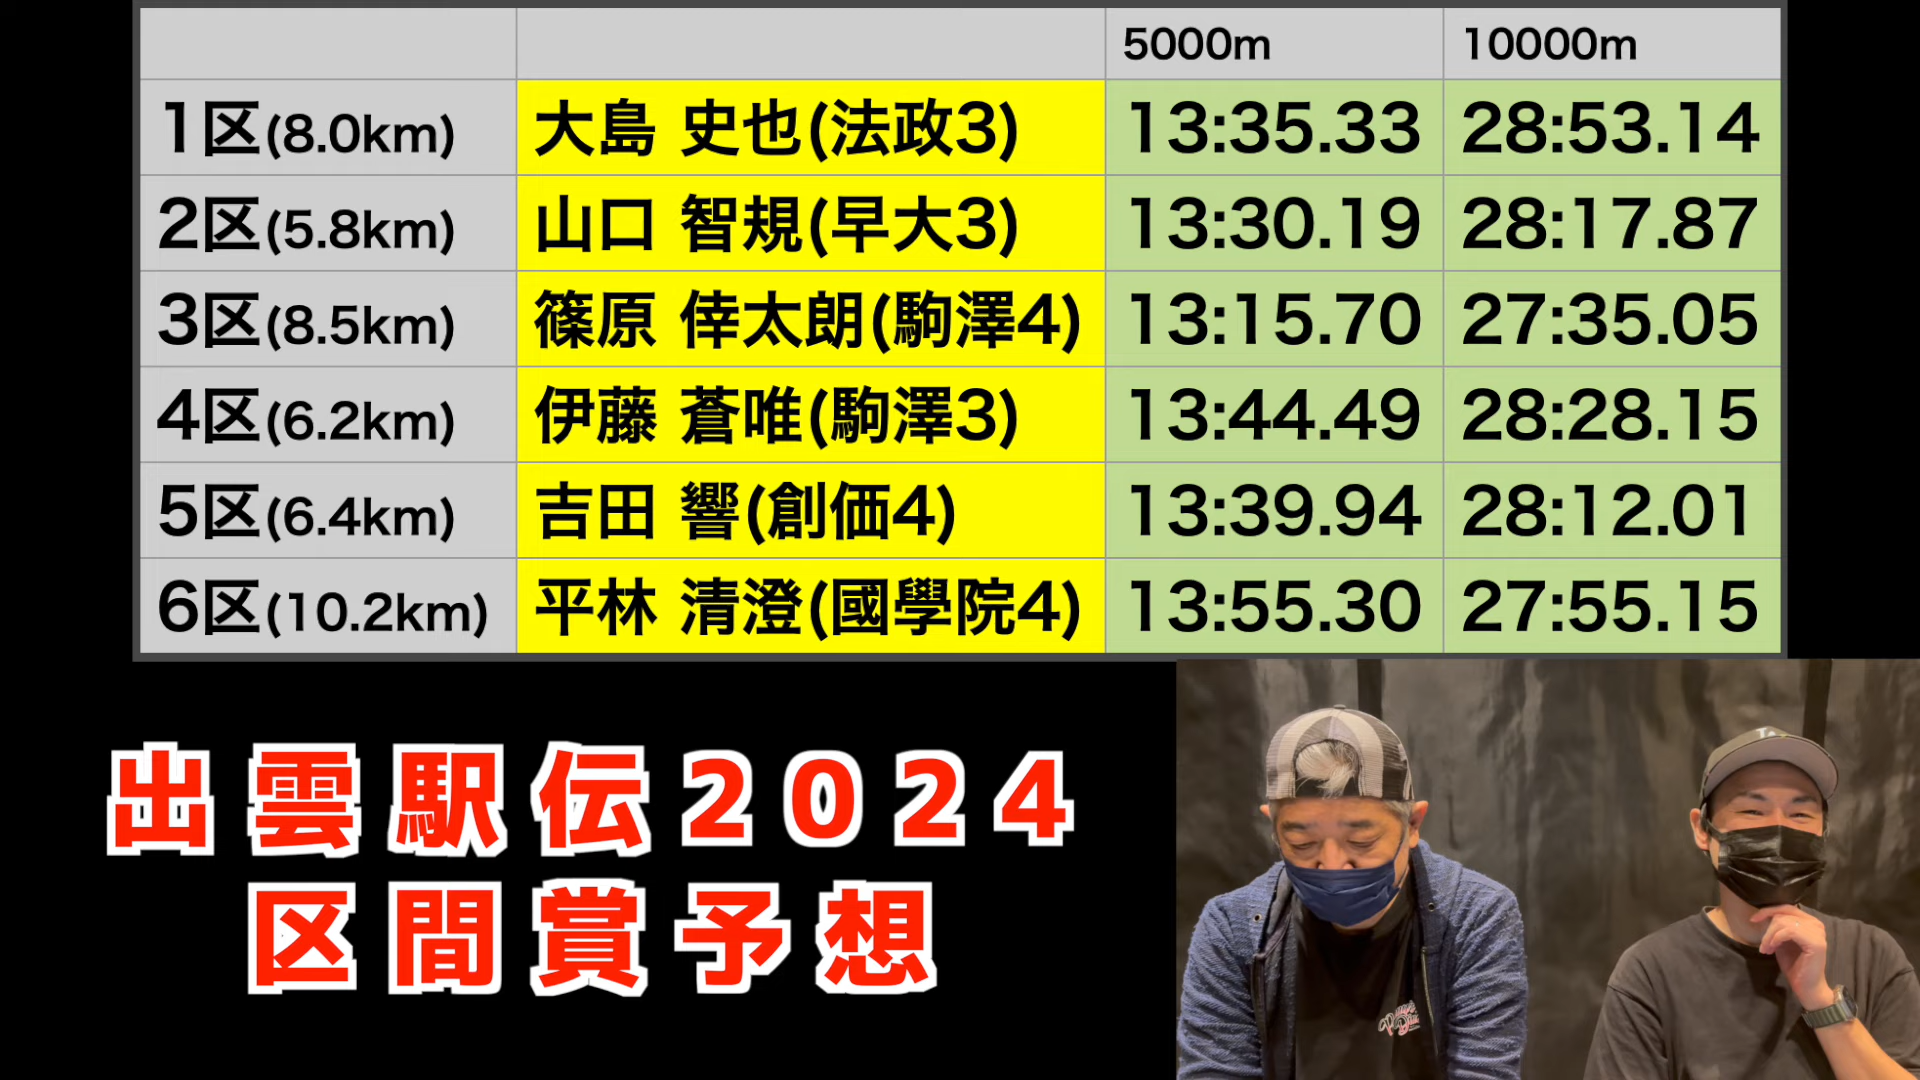 5000m 10000m
1区(8.0km) 大島 史也(法政3) 13:35.33 28:53.14
2区(5.8km) 山口 智規(早大3) 13:30.19 28:17.87
3区(8.5km) 篠原 倖太朗(駒澤4) 13:15.70 27:35.05
4区(6.2km) 伊藤 蒼唯(駒澤3) 13:44.49 28:28.15
5区(6.4km) 吉田 響(創価4) 13:39.94 28:12.01
6区(10.2km) 平林 清澄(國學院4) 13:55.30 27:55.15
出雲駅伝2024
区間賞予想